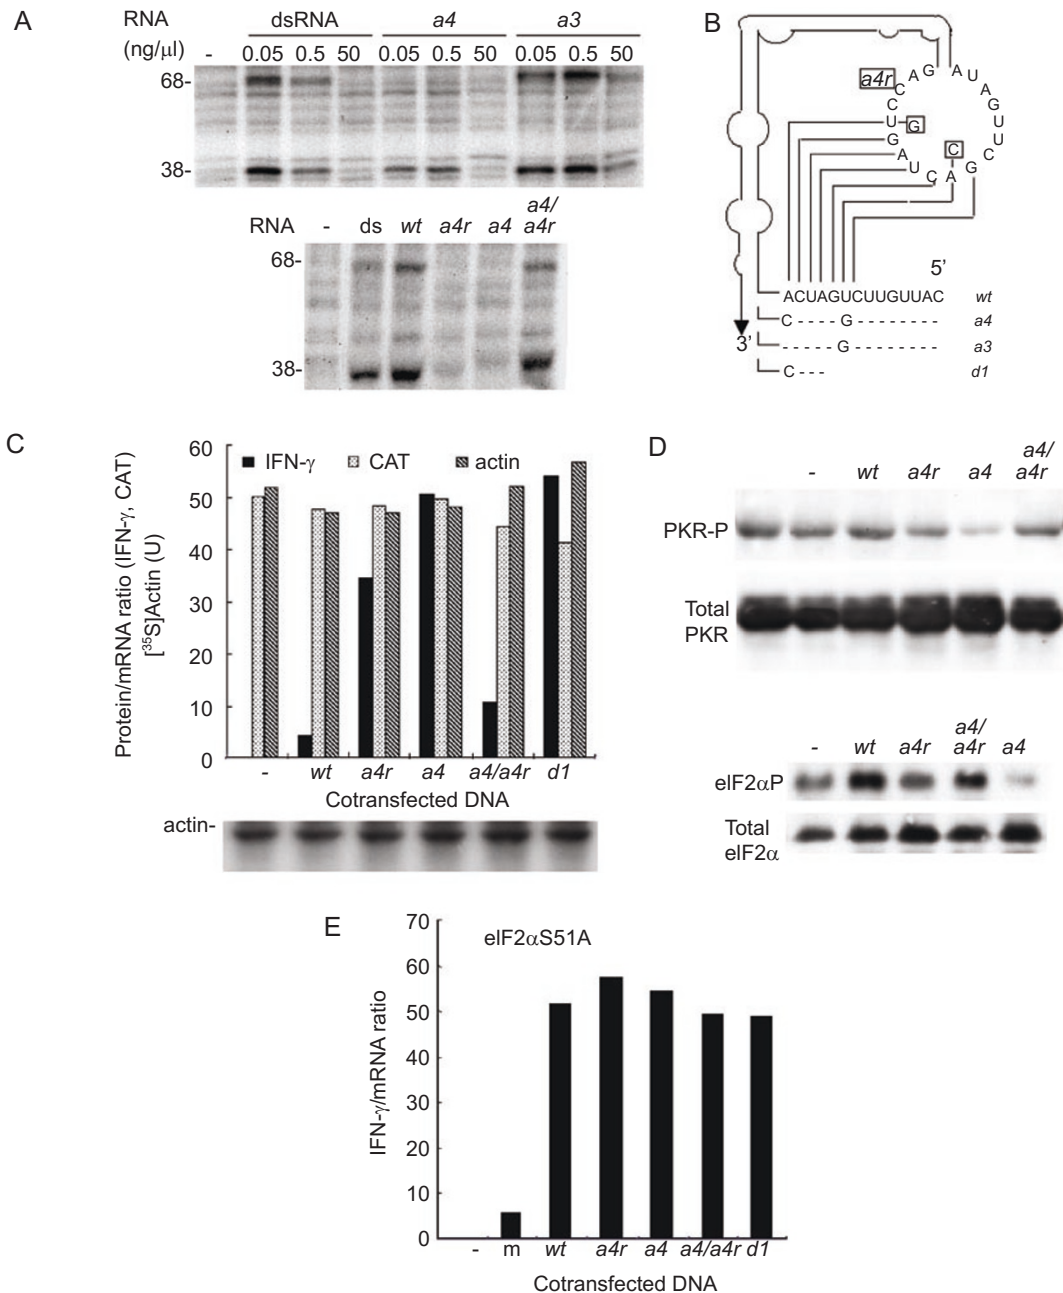 A
RNA dsRNA a4 a3
(ng/μl) - 0.05 0.5 50 0.05 0.5 50 0.05 0.5 50
68-
38-
RNA - ds wt a4r a4 a4/
a4r
68-
38-
B
a4r
C C A G A U A G U U C G A C U A G U
G
C
5'
ACUAGUCUUGUUAC wt
C----G-------- a4
-----G-------- a3
C--- d1
3'
C
Protein/mRNA ratio (IFN-γ, CAT)
[³⁵S]Actin (U)
60
50
40
30
20
10
0
IFN-γ CAT actin
- wt a4r a4 a4/a4r d1
Cotransfected DNA
actin-
D
- wt a4r a4 a4/
a4r
PKR-P
Total
PKR
- wt a4r a4/
a4r a4
eIF2αP
Total
eIF2α
E
eIF2αS51A
IFN-γ/mRNA ratio
70
60
50
40
30
20
10
0
- m wt a4r a4 a4/a4r d1
Cotransfected DNA